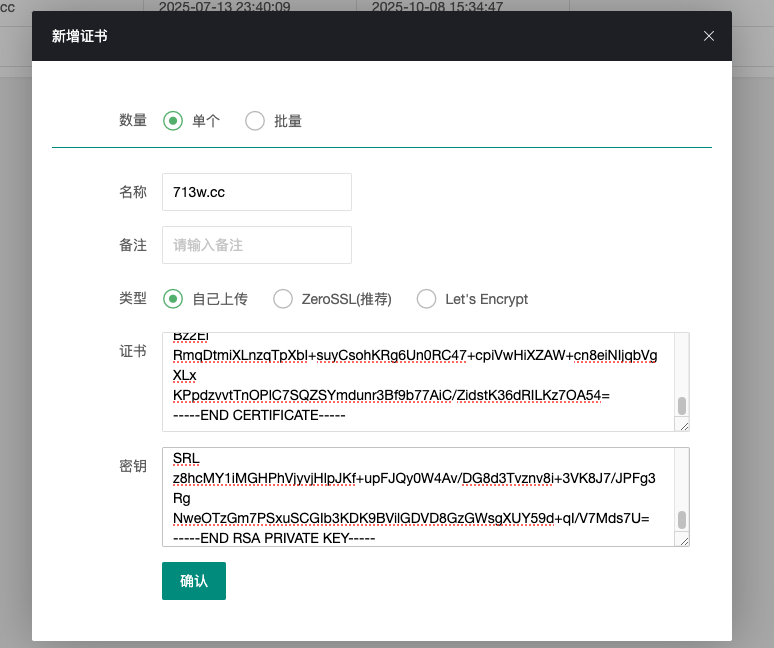 cc 2025-07-13 23:40:09 2025-10-08 15:34:47
新增证书
数量 单个 批量
名称 713w.cc
备注 请输入备注
类型 自己上传 ZeroSSL(推荐) Let's Encrypt
证书
RmqDtmiXLnzqTpXbI+suyCsohKRg6Un0RC47+cpiVwHiXZAW+cn8eiNIjqbVg
XLx
KPpdzvvtTnOPlC7SQZSYmdunr3Bf9b77AiC/ZidstK36dRILKz7OA54=
-----END CERTIFICATE-----
密钥
SRL
z8hcMY1iMGHPhVjyvjHlpJKf+upFJQy0W4Av/DG8d3Tvznv8i+3VK8J7/JPFg3
Rg
NweOTzGm7PSxuSCGIb3KDK9BVilGDVD8GzGWsgXUY59d+qI/V7Mds7U=
-----END RSA PRIVATE KEY-----
确认